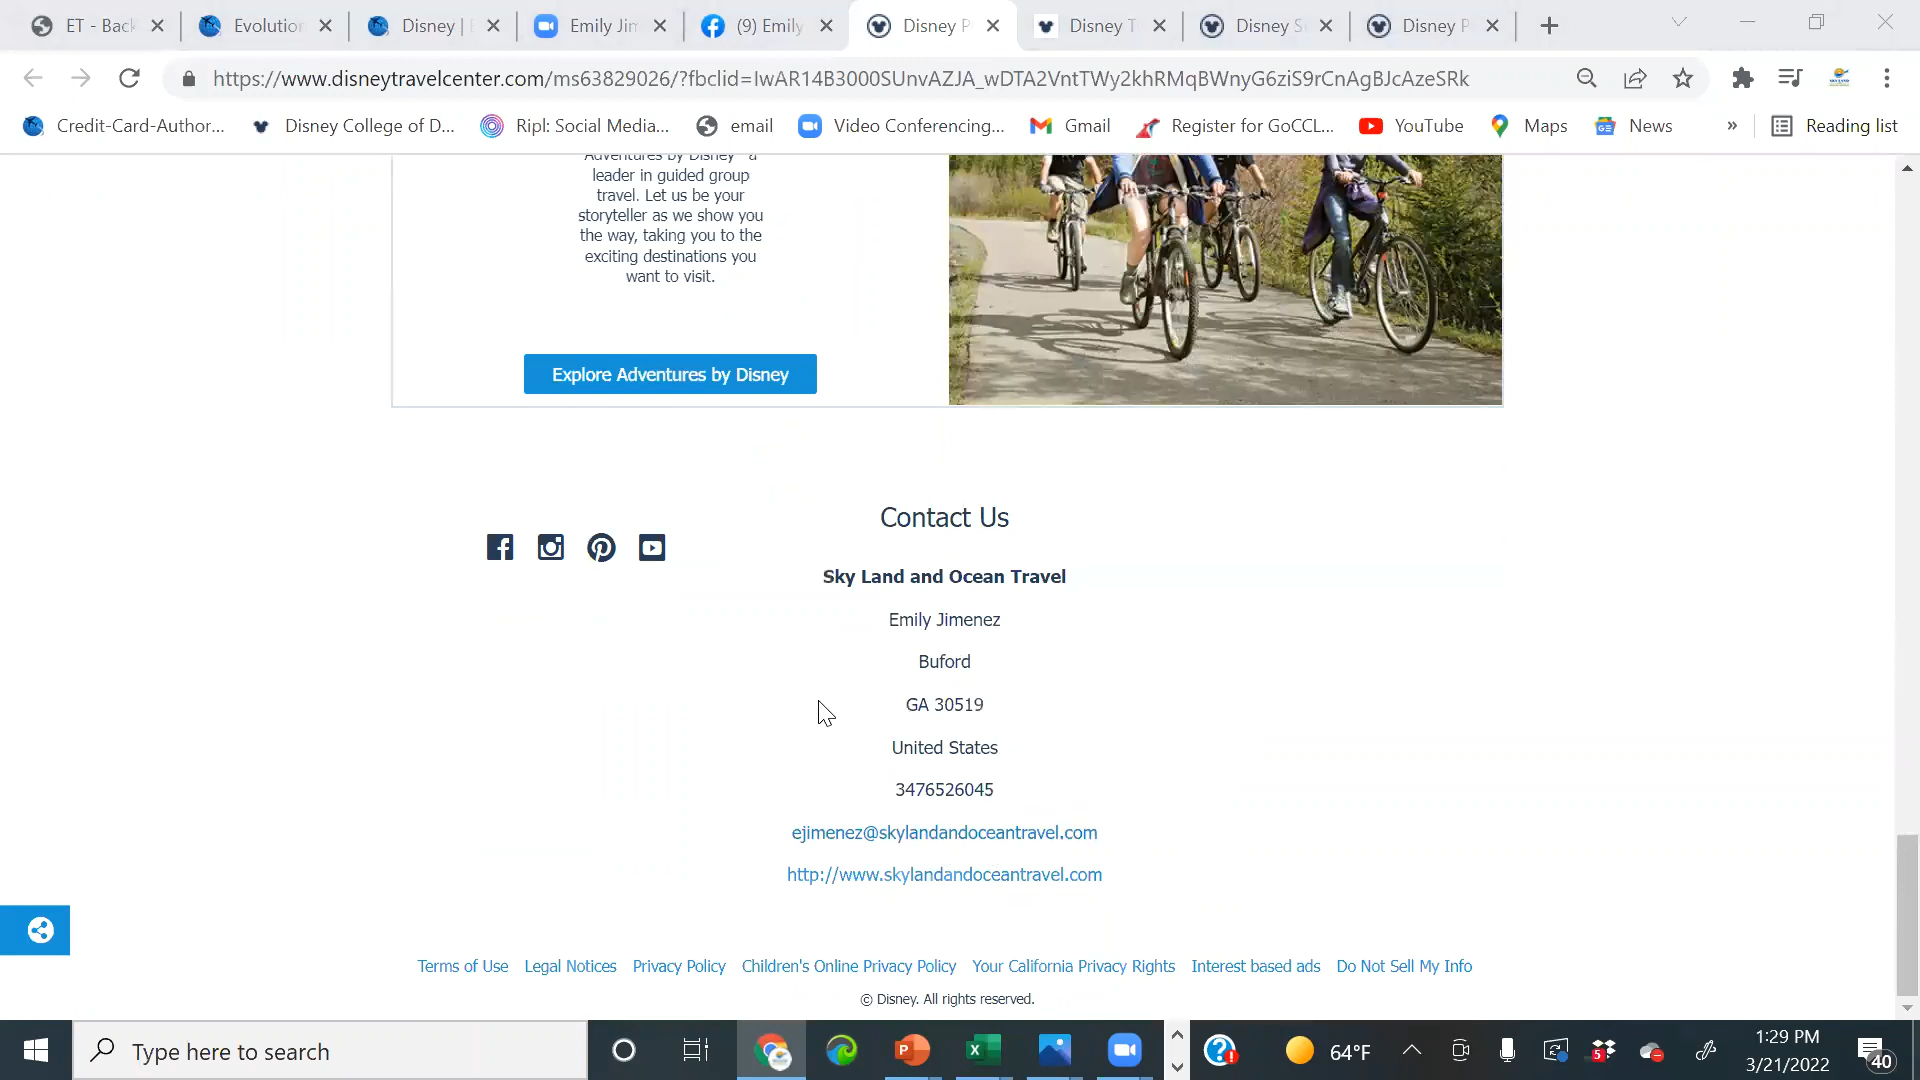 ET - Back
Evolution
Disney |
Emily Jim
(9) Emily
Disney P
Disney T
Disney S
Disney P
https://www.disneytravelcenter.com/ms63829026/?fbclid=IwAR14B3000SUnvAZJA_wDTA2VntTWy2khRMqBWnyG6ziS9rCnAgBJcAzeSRk
Credit-Card-Author...
Disney College of D...
Ripl: Social Media...
email
Video Conferencing...
Gmail
Register for GoCCL...
YouTube
Maps
News
»
Reading list
Adventures by Disney - a
leader in guided group
travel. Let us be your
storyteller as we show you
the way, taking you to the
exciting destinations you
want to visit.
Explore Adventures by Disney
Contact Us
Sky Land and Ocean Travel
Emily Jimenez
Buford
GA 30519
United States
3476526045
ejimenez@skylandandoceantravel.com
http://www.skylandandoceantravel.com
Terms of Use Legal Notices Privacy Policy Children's Online Privacy Policy Your California Privacy Rights Interest based ads Do Not Sell My Info
© Disney. All rights reserved.
Type here to search
64°F
5
1:29 PM
3/21/2022
40